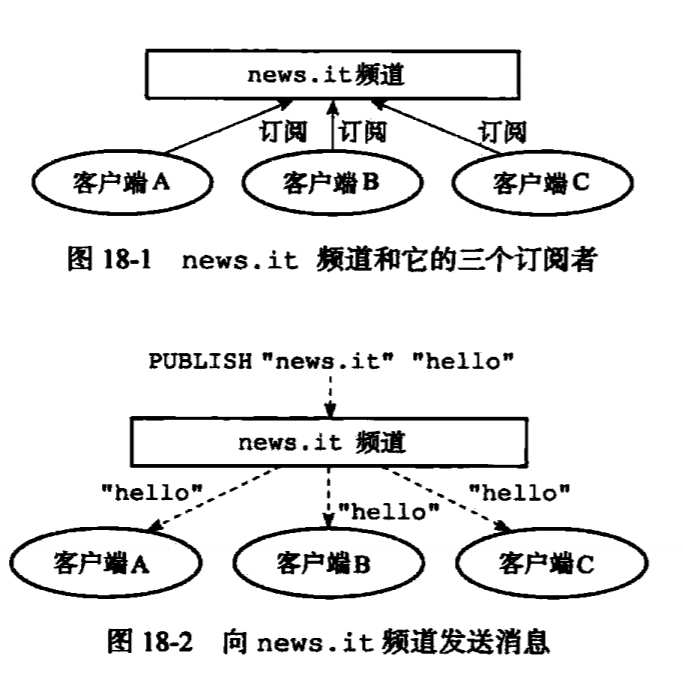 news.it频道
订阅 订阅 订阅
客户端A 客户端B 客户端C
图 18-1 news.it 频道和它的三个订阅者
PUBLISH "news.it" "hello"
news.it 频道
"hello" "hello" "hello"
客户端A 客户端B 客户端C
图 18-2 向 news.it 频道发送消息